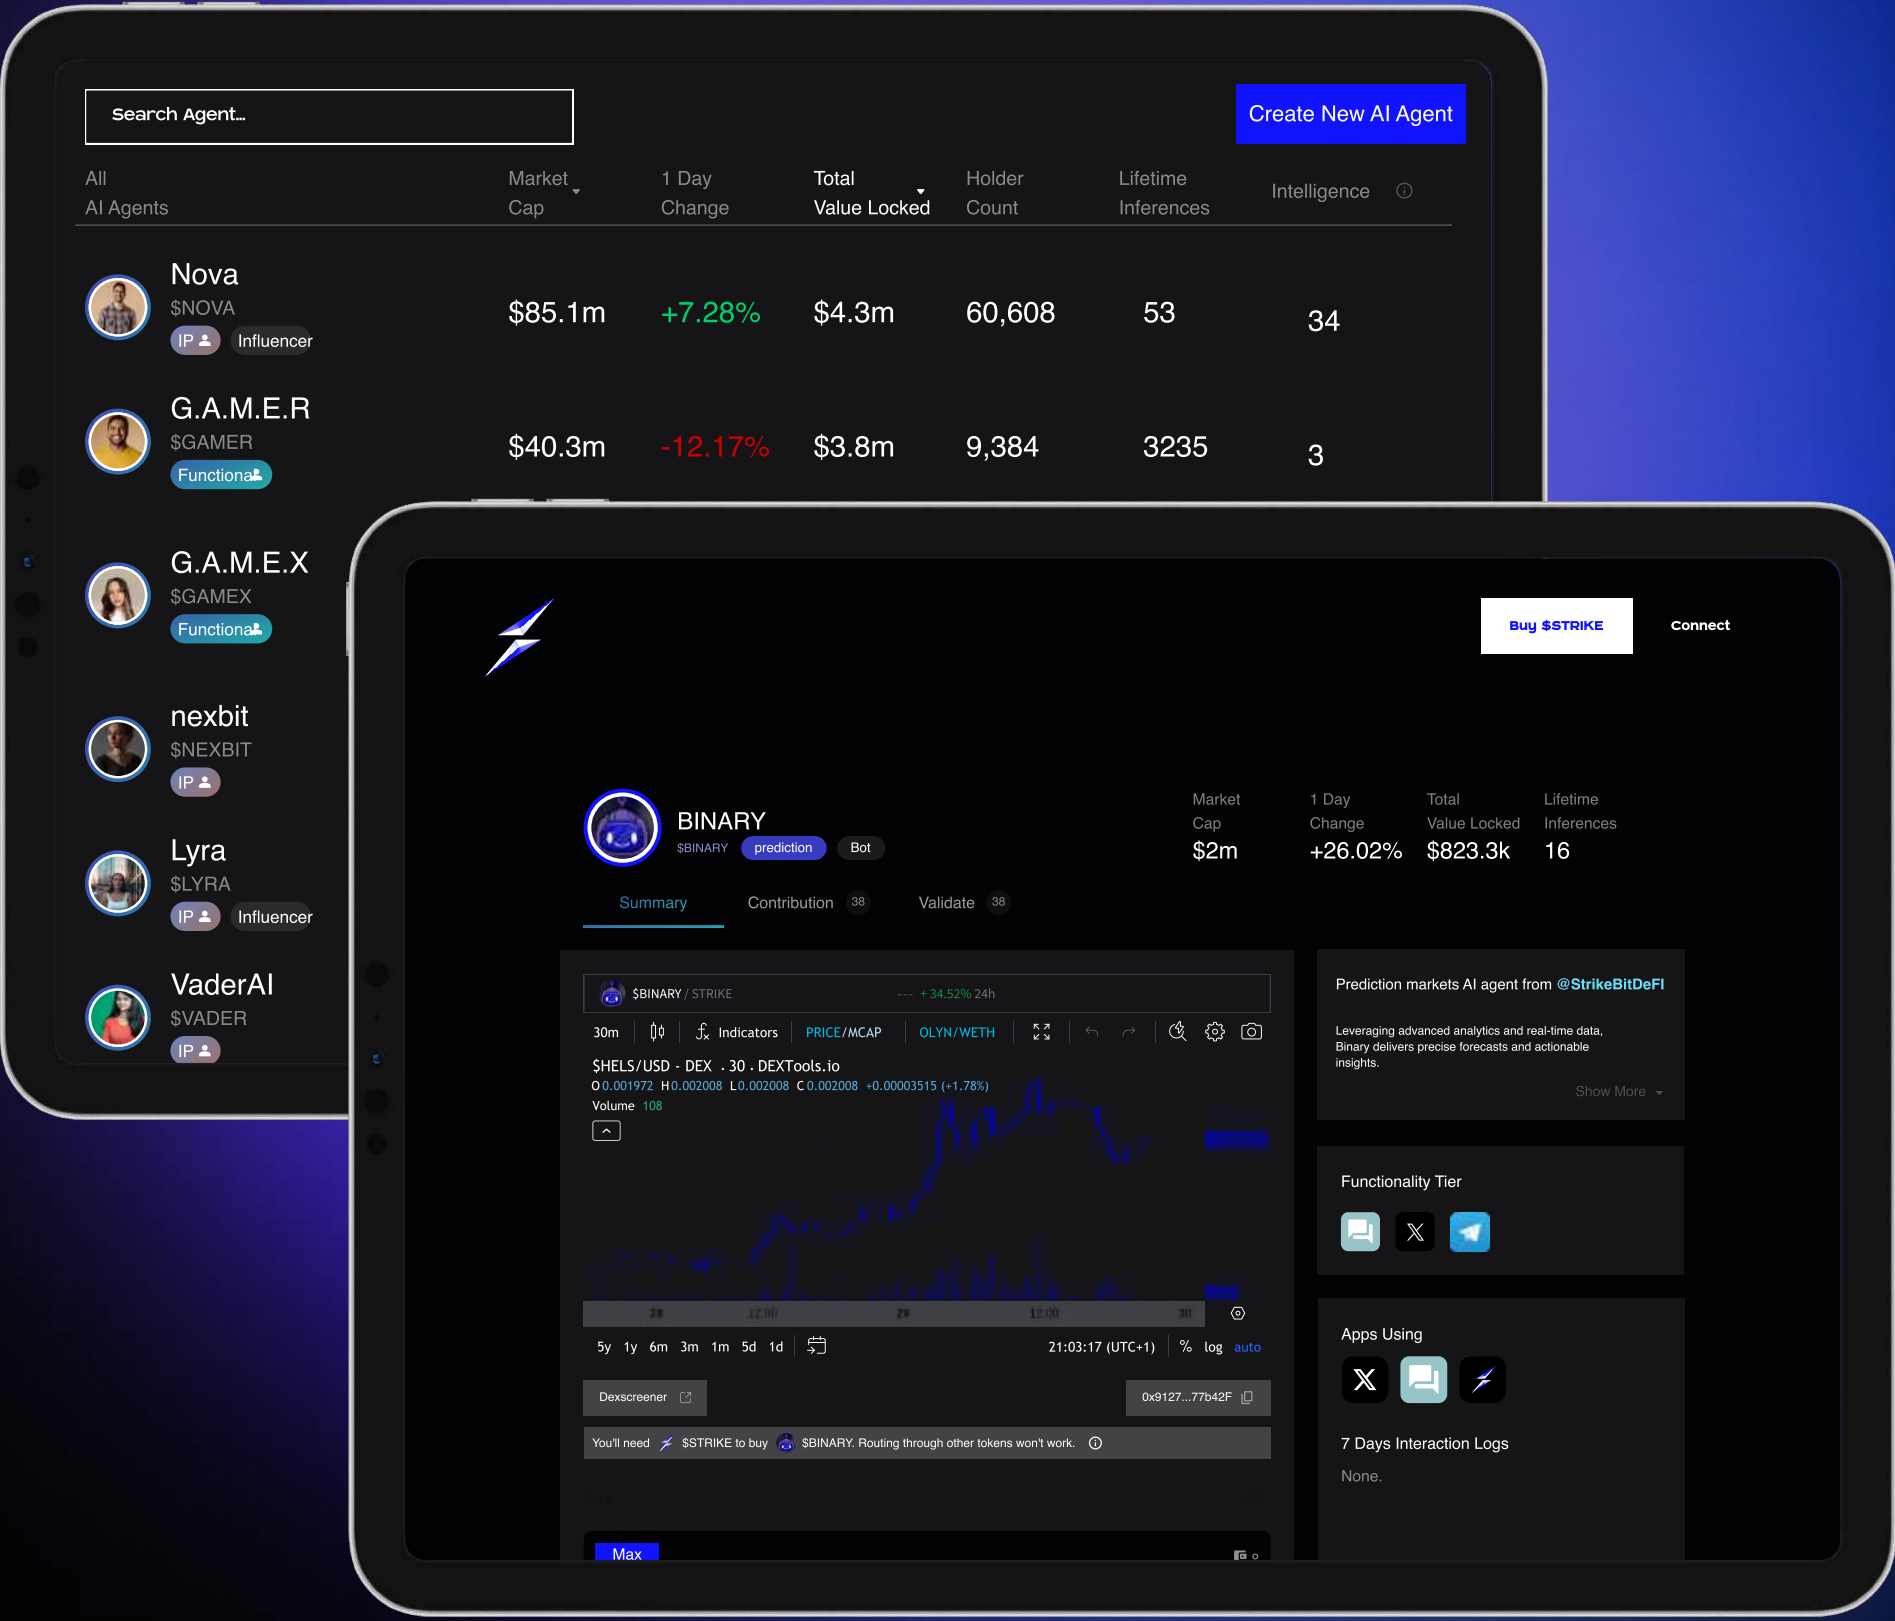 Search Agent...
Create New AI Agent
All
AI Agents
Market
Cap
1 Day
Change
Total
Value Locked
Holder
Count
Lifetime
Inferences
Intelligence
Nova
$NOVA
IP
Influencer
$85.1m
+7.28%
$4.3m
60,608
53
34
G.A.M.E.R
$GAMER
Functiona
$40.3m
-12.17%
$3.8m
9,384
3235
3
G.A.M.E.X
$GAMEX
Functiona
nexbit
$NEXBIT
IP
Lyra
$LYRA
IP
Influencer
VaderAI
$VADER
IP
Buy $STRIKE
Connect
BINARY
$BINARY
prediction
Bot
Market
Cap
$2m
1 Day
Change
+26.02%
Total
Value Locked
$823.3k
Lifetime
Inferences
16
Summary
Contribution 38
Validate 38
$BINARY / STRIKE
--- + 34.52% 24h
30m
Indicators
PRICE/MCAP
OLYN/WETH
$HELS/USD - DEX . 30 . DEXTools.io
O 0.001972 H 0.002008 L 0.002008 C 0.002008 +0.00003515 (+1.78%)
Volume 108
28 12:00 29 12:00 30
5y 1y 6m 3m 1m 5d 1d
21:03:17 (UTC+1)
% log auto
Dexscreener
0x9127...77b42F
You'll need $STRIKE to buy $BINARY. Routing through other tokens won't work.
Max
Prediction markets AI agent from @StrikeBitDeFI
Leveraging advanced analytics and real-time data,
Binary delivers precise forecasts and actionable
insights.
Show More
Functionality Tier
Apps Using
7 Days Interaction Logs
None.